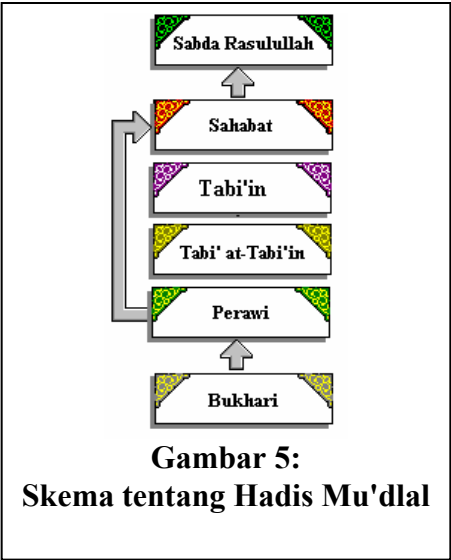 Sabda Rasulullah
Sahabat
Tabi'in
Tabi' at-Tabi'in
Perawi
Bukhari
Gambar 5:
Skema tentang Hadis Mu'dlal